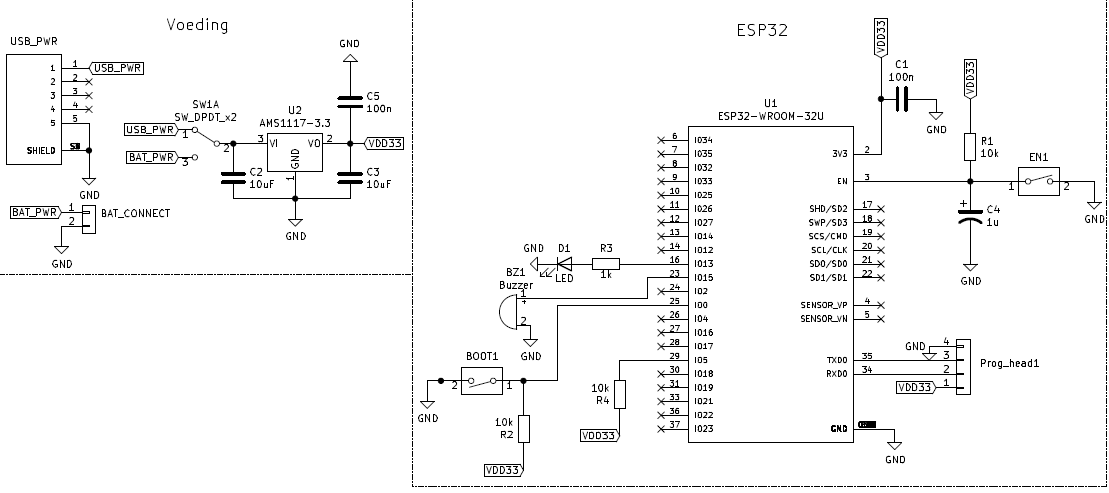 Voeding
USB_PWR
1 1 USB_PWR
2 2
3 3
4 4
5 5
SHIELD
GND
BAT_PWR 1 BAT_CONNECT
2
GND
SW1A
SW_DPDT_x2
USB_PWR 1
2
BAT_PWR 3
U2
AMS1117-3.3
3 VI VO 2
GND
1
VDD33
C2
10uF
C3
10uF
GND
GND
C5
100n
ESP32
U1
ESP32-WROOM-32U
6 IO34
7 IO35
8 IO32
9 IO33
10 IO25
11 IO26
12 IO27
13 IO14
14 IO12
16 IO13
23 IO15
24 IO2
25 IO0
26 IO4
27 IO16
28 IO17
29 IO5
30 IO18
31 IO19
33 IO21
36 IO22
37 IO23
3V3 2
EN 3
SHD/SD2 17
SWP/SD3 18
SCS/CMD 19
SCL/CLK 20
SDO/SD0 21
SD1/SD1 22
SENSOR_VP 4
SENSOR_VN 5
TXD0 35
RXD0 34
GND
GND
VDD33
C1
100n
GND
VDD33
R1
10k
EN1
1 2
GND
C4
1u
GND
GND 4
3
2
VDD33 1
Prog_head1
GND D1 R3
LED 1k
BZ1
Buzzer
1
+
2
GND
BOOT1
2 1
GND
10k
R2
VDD33
10k
R4
VDD33